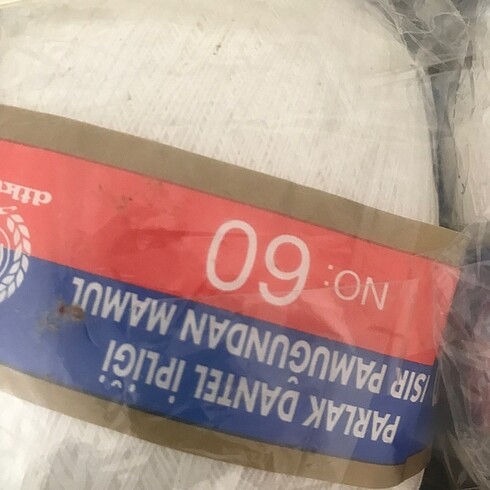 PARLAK DANTEL İPLİĞİ
ISIR PAMUĞUNDAN MAMUL
NO: 60